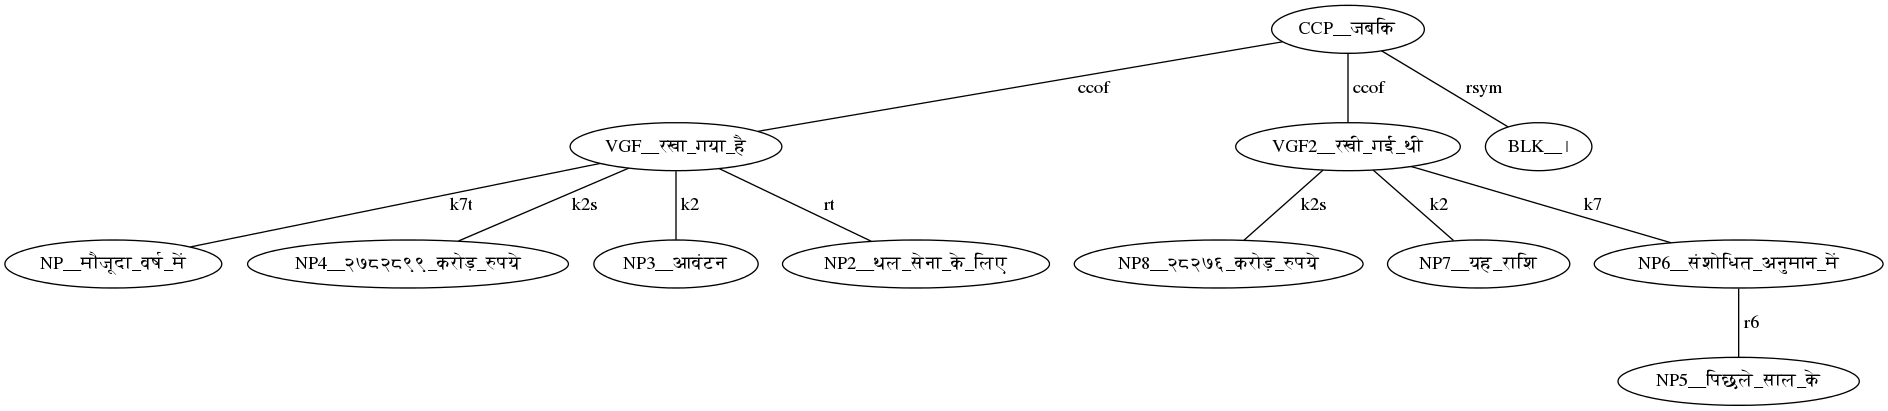 CCP__जबकि
ccof ccof rsym
VGF__रखा_गया_है VGF2__रखी_गई_थी BLK__।
k7t k2s k2 rt k2s k2 k7
NP__मौजूदा_वर्ष_में NP4__२७८२८९९_करोड़_रुपये NP3__आवंटन NP2__थल_सेना_के_लिए NP8__२८२७६_करोड़_रुपये NP7__यह_राशि NP6__संशोधित_अनुमान_में
r6
NP5__पिछले_साल_के